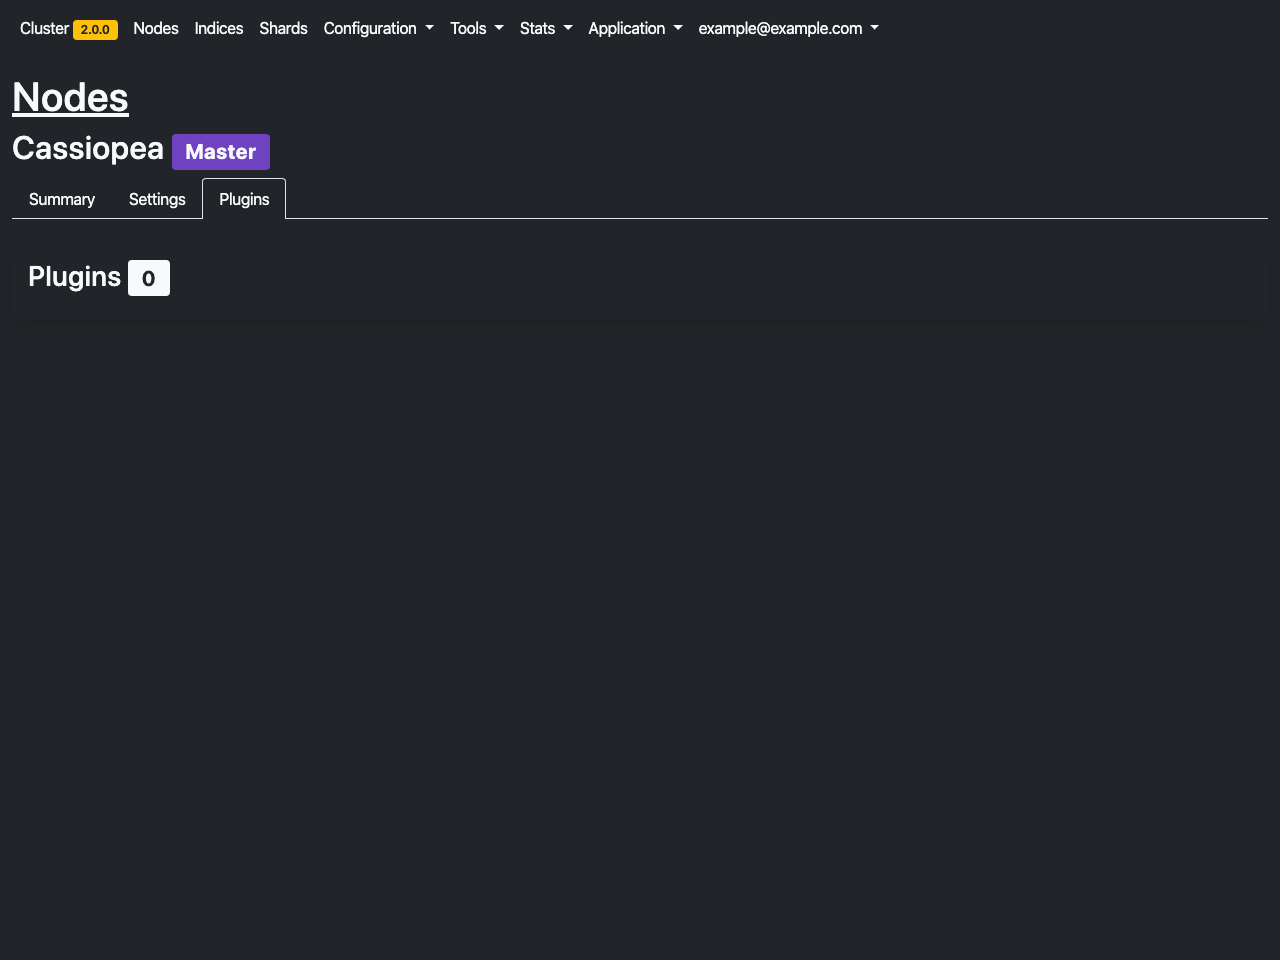 Cluster 2.0.0 Nodes Indices Shards Configuration Tools Stats Application example@example.com
Nodes
Cassiopea Master
Summary Settings Plugins
Plugins 0